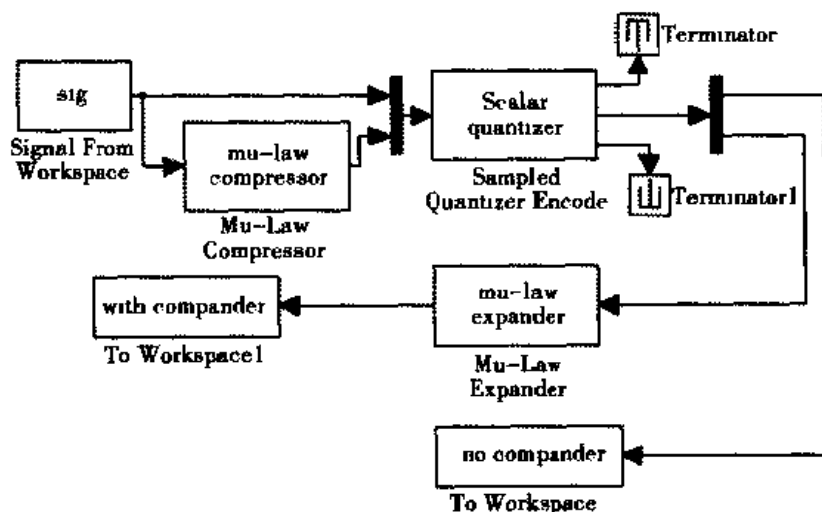 Terminator
sig
Signal From
Workspace
mu-law
compressor
Mu-Law
Compressor
Scalar
quantizer
Sampled
Quantizer Encode
Terminator1
with compander
To Workspace1
mu-law
expander
Mu-Law
Expander
no compander
To Workspace